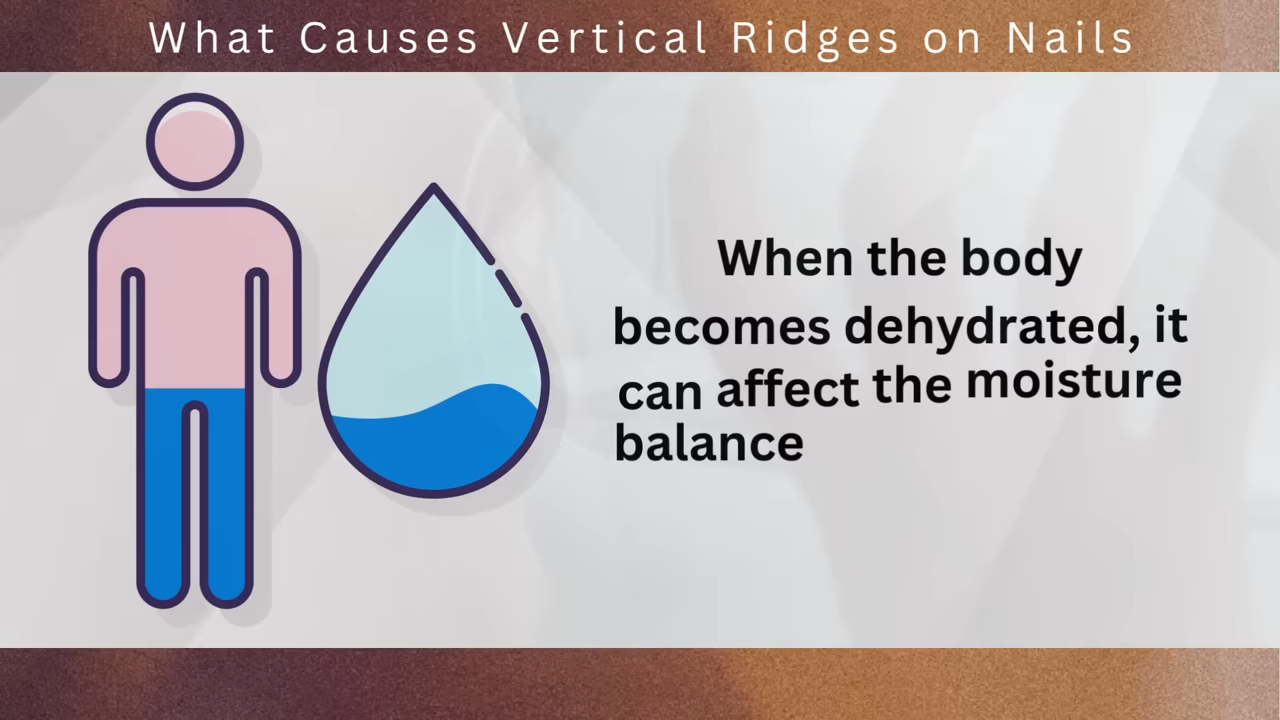 What Causes Vertical Ridges on Nails
When the body
becomes dehydrated, it
can affect the moisture
balance